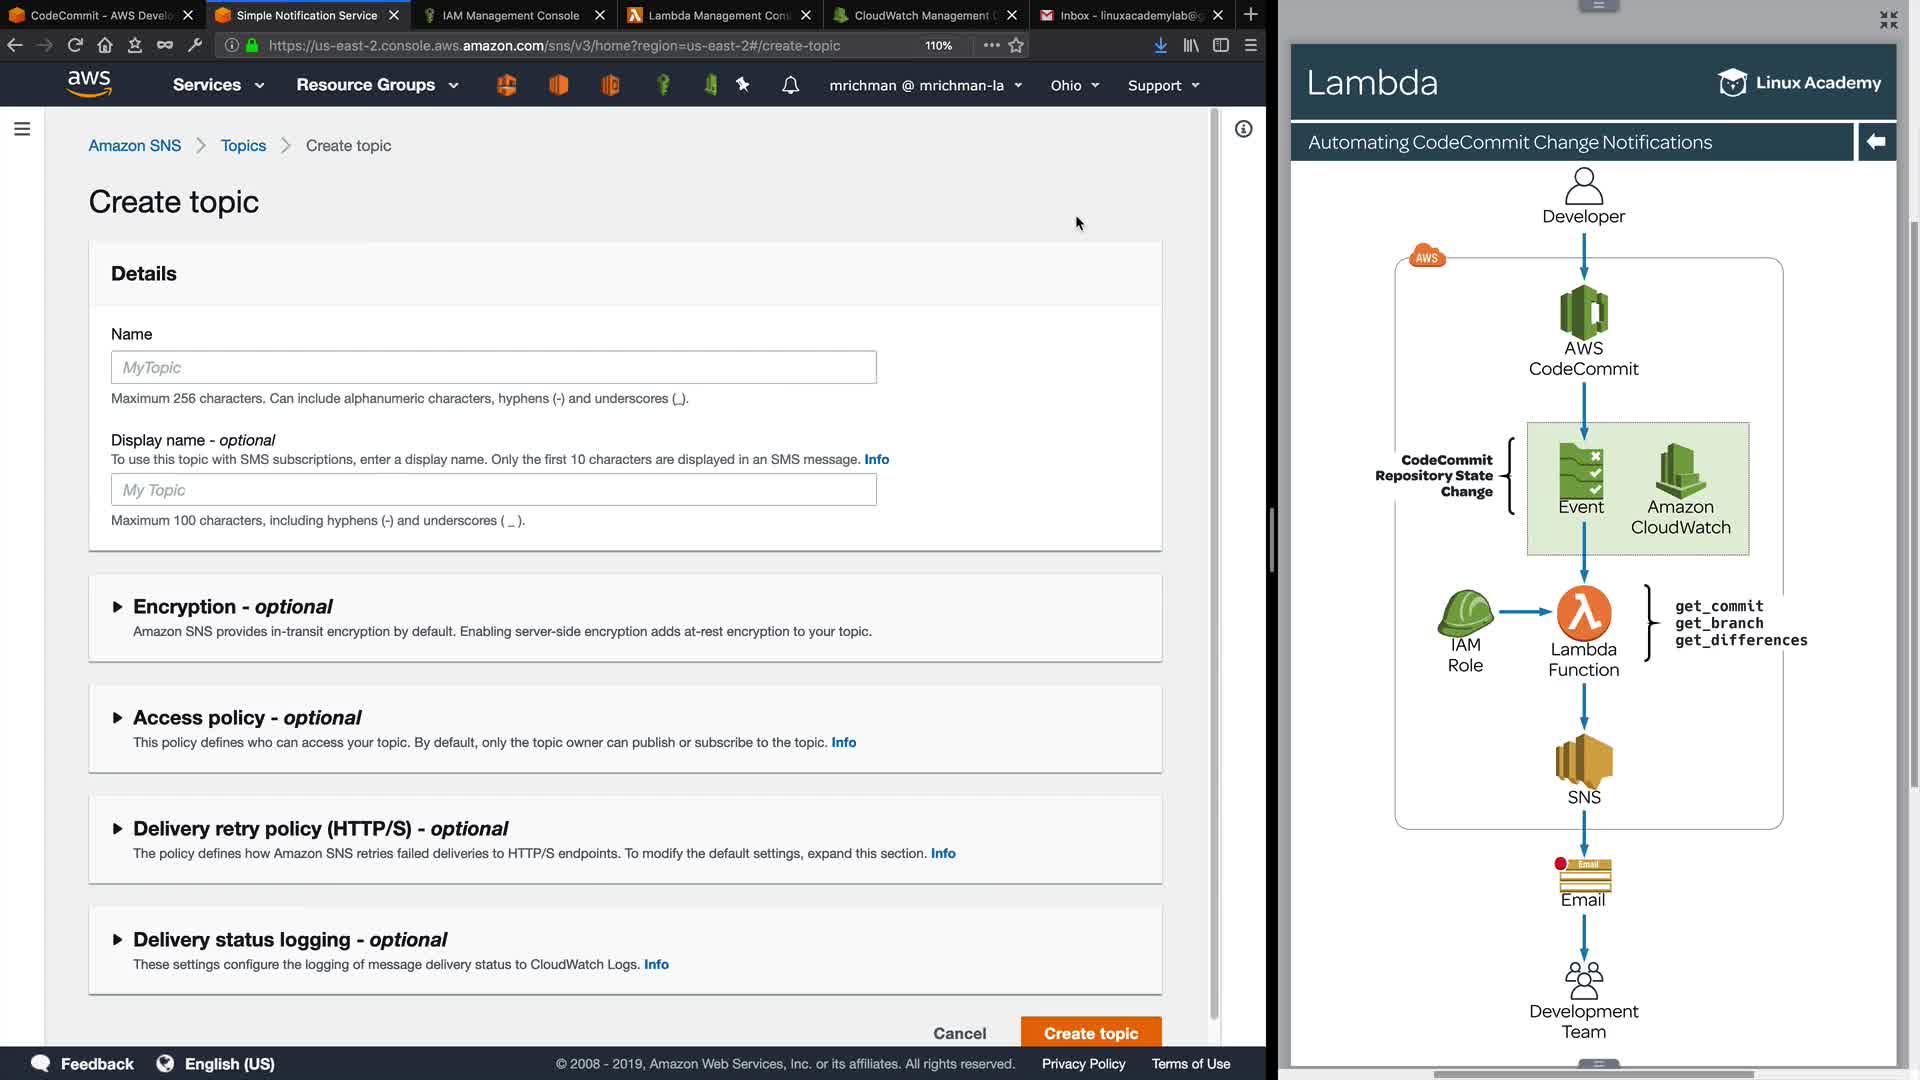 CodeCommit - AWS Develo
Simple Notification Service
IAM Management Console
Lambda Management Con
CloudWatch Management C
Inbox - linuxacademylab@g
https://us-east-2.console.aws.amazon.com/sns/v3/home?region=us-east-2#/create-topic
110%
aws
Services
Resource Groups
mrichman @ mrichman-la
Ohio
Support
Amazon SNS
Topics
Create topic
Create topic
Details
Name
MyTopic
Maximum 256 characters. Can include alphanumeric characters, hyphens (-) and underscores (_).
Display name - optional
To use this topic with SMS subscriptions, enter a display name. Only the first 10 characters are displayed in an SMS message. Info
My Topic
Maximum 100 characters, including hyphens (-) and underscores ( _ ).
Encryption - optional
Amazon SNS provides in-transit encryption by default. Enabling server-side encryption adds at-rest encryption to your topic.
Access policy - optional
This policy defines who can access your topic. By default, only the topic owner can publish or subscribe to the topic. Info
Delivery retry policy (HTTP/S) - optional
The policy defines how Amazon SNS retries failed deliveries to HTTP/S endpoints. To modify the default settings, expand this section. Info
Delivery status logging - optional
These settings configure the logging of message delivery status to CloudWatch Logs. Info
Cancel
Create topic
Feedback
English (US)
© 2008 - 2019, Amazon Web Services, Inc. or its affiliates. All rights reserved.
Privacy Policy
Terms of Use
Lambda
Linux Academy
Automating CodeCommit Change Notifications
Developer
AWS
AWS
CodeCommit
CodeCommit
Repository State
Change
Event
Amazon
CloudWatch
IAM
Role
Lambda
Function
get_commit
get_branch
get_differences
SNS
Email
Email
Development
Team